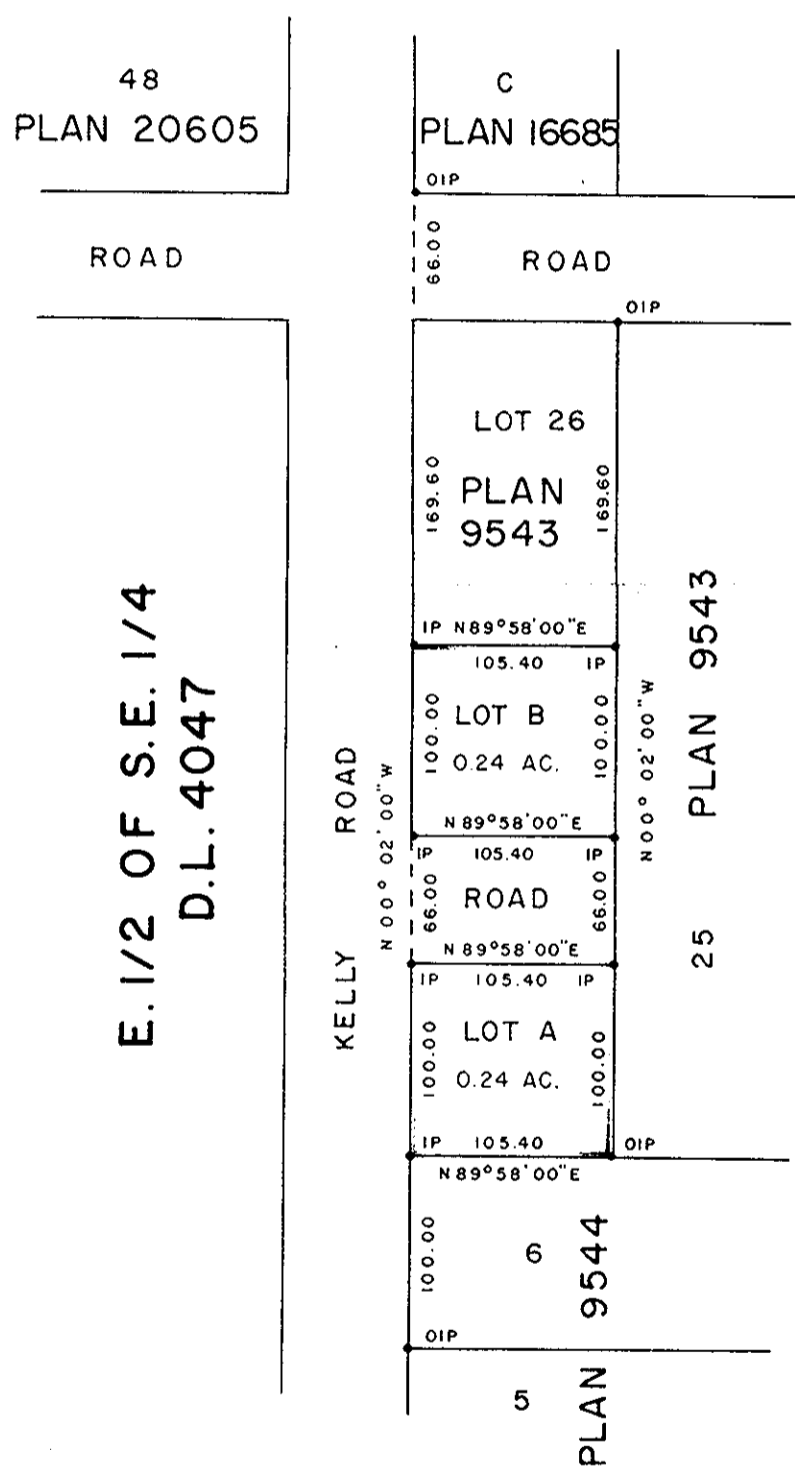 48
PLAN 20605
C
PLAN 16685
OIP
ROAD
66.00
ROAD
OIP
LOT 26
PLAN
9543
169.60
169.60
IP N89°58'00"E
105.40 IP
100.00
LOT B
0.24 AC.
100.00
N 89°58'00"E
IP 105.40 IP
66.00
ROAD
66.00
N 89°58'00"E
IP 105.40 IP
100.00
LOT A
0.24 AC.
100.00
IP 105.40
OIP
N 89°58'00"E
E. 1/2 OF S.E. 1/4
D.L. 4047
KELLY ROAD
N 00° 02' 00" W
N 00° 02' 00" W
25 PLAN 9543
100.00
6
OIP
5
PLAN 9544